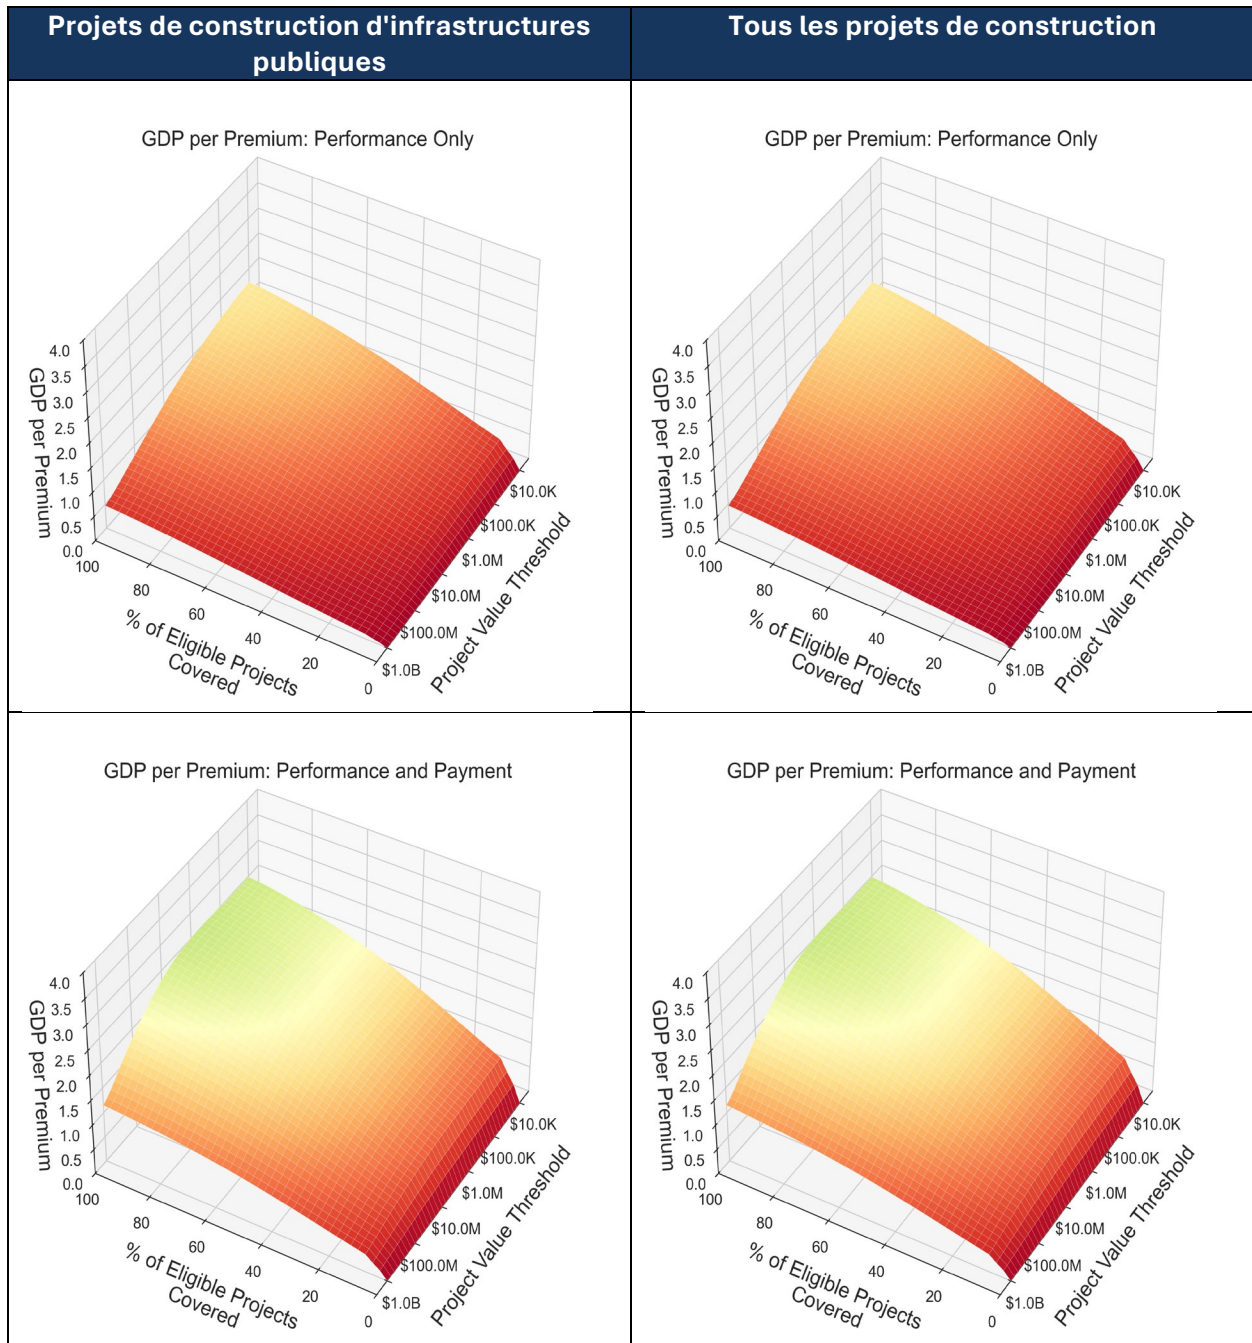 Projets de construction d'infrastructures
publiques
Tous les projets de construction
GDP per Premium: Performance Only
4.0
3.5
3.0
2.5
2.0
1.5
1.0
0.5
0.0
GDP per Premium
100
80
60
40
20
0
% of Eligible Projects
Covered
$10.0K
$100.0K
$1.0M
$10.0M
$100.0M
$1.0B
Project Value Threshold
GDP per Premium: Performance Only
4.0
3.5
3.0
2.5
2.0
1.5
1.0
0.5
0.0
GDP per Premium
100
80
60
40
20
0
% of Eligible Projects
Covered
$10.0K
$100.0K
$1.0M
$10.0M
$100.0M
$1.0B
Project Value Threshold
GDP per Premium: Performance and Payment
4.0
3.5
3.0
2.5
2.0
1.5
1.0
0.5
0.0
GDP per Premium
100
80
60
40
20
0
% of Eligible Projects
Covered
$10.0K
$100.0K
$1.0M
$10.0M
$100.0M
$1.0B
Project Value Threshold
GDP per Premium: Performance and Payment
4.0
3.5
3.0
2.5
2.0
1.5
1.0
0.5
0.0
GDP per Premium
100
80
60
40
20
0
% of Eligible Projects
Covered
$10.0K
$100.0K
$1.0M
$10.0M
$100.0M
$1.0B
Project Value Threshold